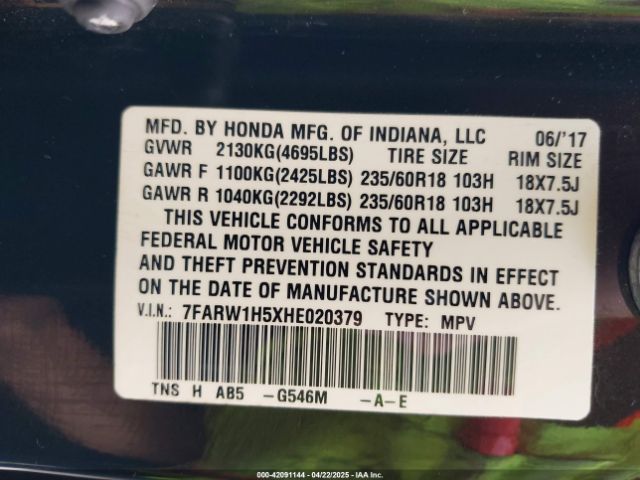 MFD. BY HONDA MFG. OF INDIANA, LLC 06/'17
GVWR 2130KG(4695LBS) TIRE SIZE RIM SIZE
GAWR F 1100KG(2425LBS) 235/60R18 103H 18X7.5J
GAWR R 1040KG(2292LBS) 235/60R18 103H 18X7.5J
THIS VEHICLE CONFORMS TO ALL APPLICABLE
FEDERAL MOTOR VEHICLE SAFETY
AND THEFT PREVENTION STANDARDS IN EFFECT
ON THE DATE OF MANUFACTURE SHOWN ABOVE.
V.I.N.: 7FARW1H5XHE020379 TYPE: MPV
TNS H AB5 -G546M -A-E
000-42091144 - 04/22/2025 - IAA Inc.